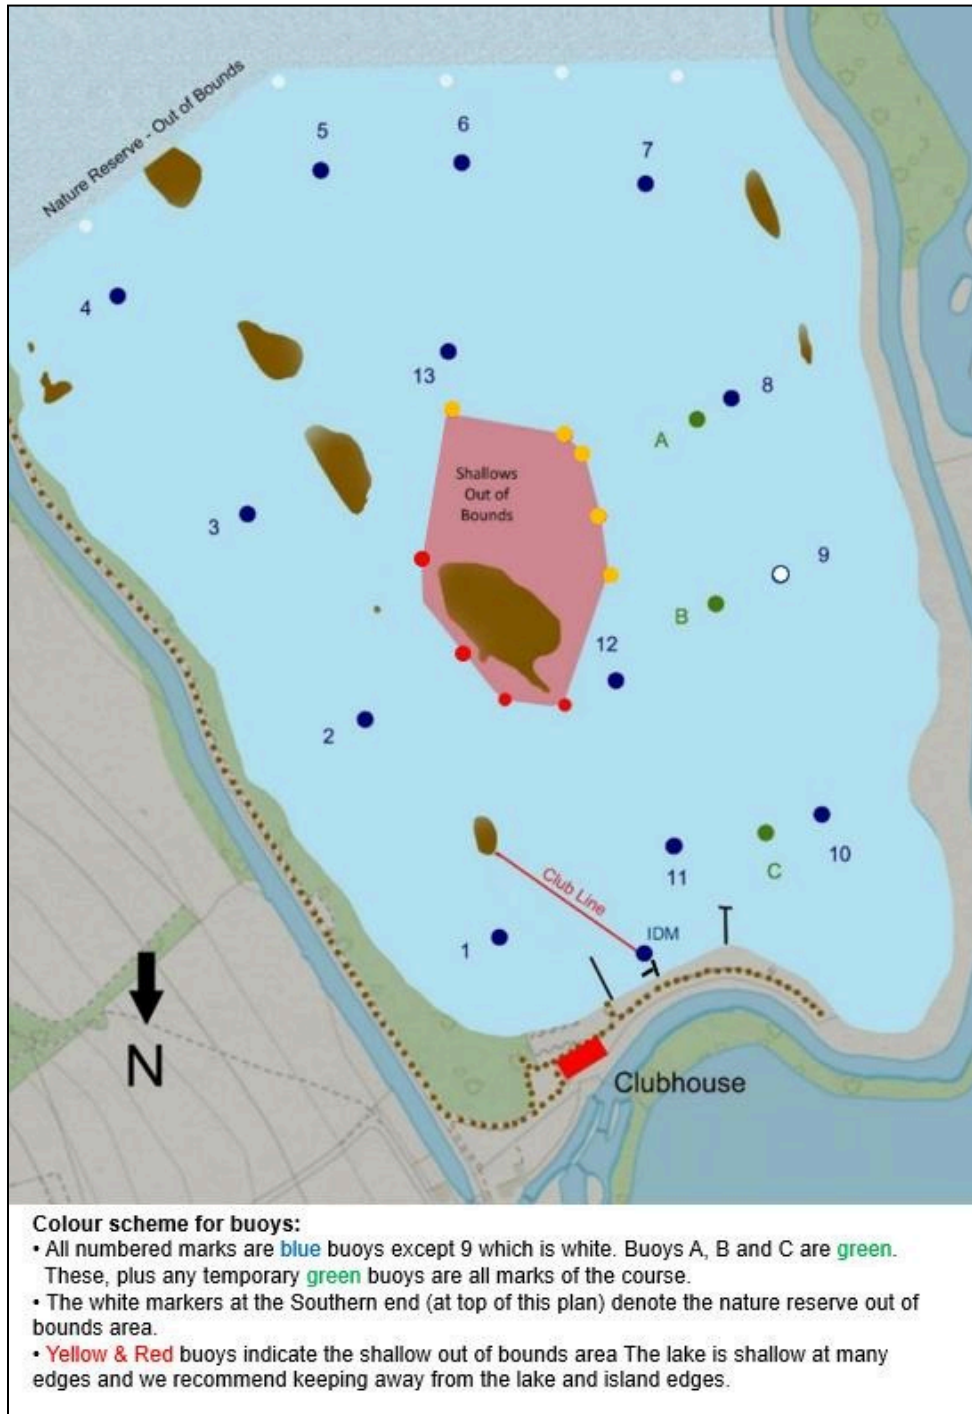 Nature Reserve - Out of Bounds
5
6
7
4
13
8
A
Shallows
Out of
Bounds
3
9
B
12
2
Club Line
11
C
10
1
IDM
N
Clubhouse
Colour scheme for buoys:
• All numbered marks are blue buoys except 9 which is white. Buoys A, B and C are green.
These, plus any temporary green buoys are all marks of the course.
• The white markers at the Southern end (at top of this plan) denote the nature reserve out of
bounds area.
• Yellow & Red buoys indicate the shallow out of bounds area The lake is shallow at many
edges and we recommend keeping away from the lake and island edges.